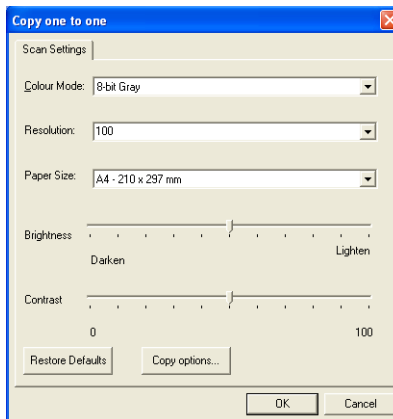 Copy one to one
Scan Settings
Colour Mode: 8-bit Gray
Resolution: 100
Paper Size: A4 - 210 x 297 mm
Brightness
Darken Lighten
Contrast
0 100
Restore Defaults Copy options...
OK Cancel